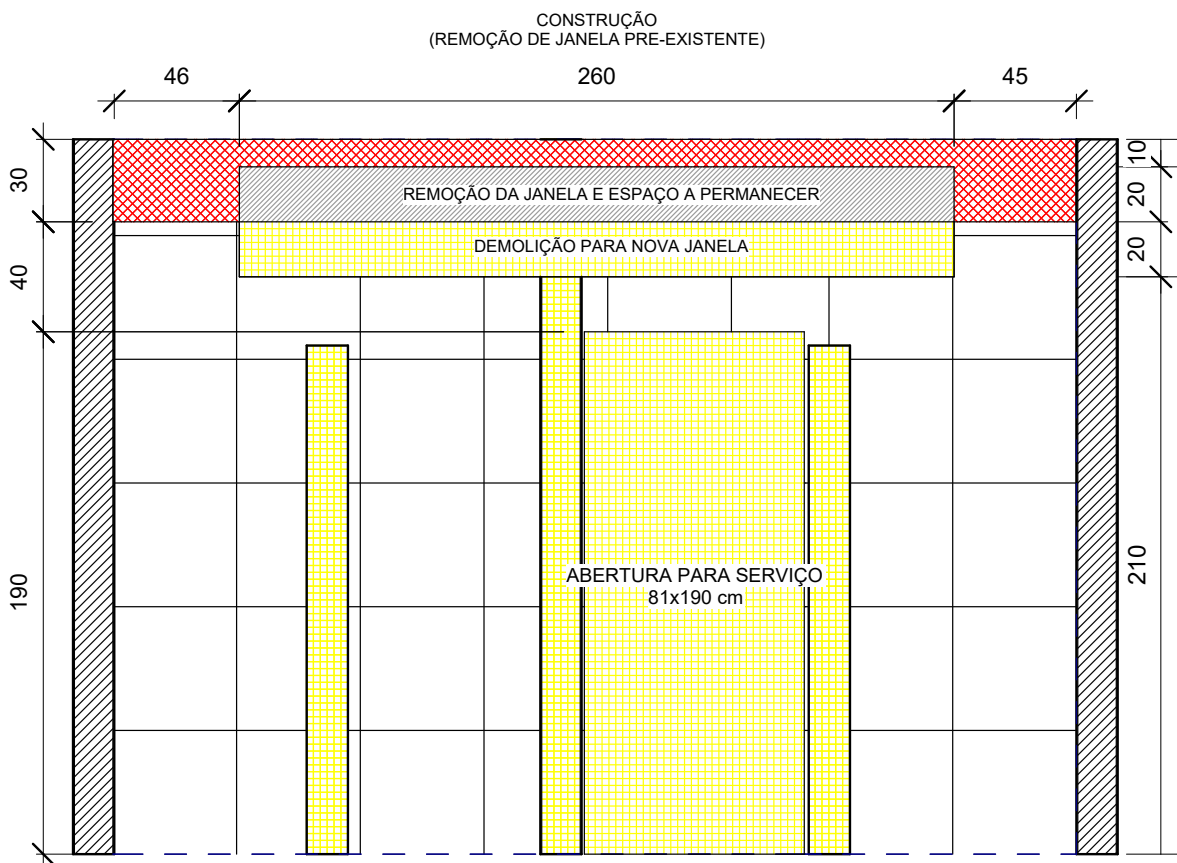 CONSTRUÇÃO
(REMOÇÃO DE JANELA PRE-EXISTENTE)
46
260
45
30
10
REMOÇÃO DA JANELA E ESPAÇO A PERMANECER
20
DEMOLIÇÃO PARA NOVA JANELA
20
40
ABERTURA PARA SERVIÇO
81x190 cm
190
210